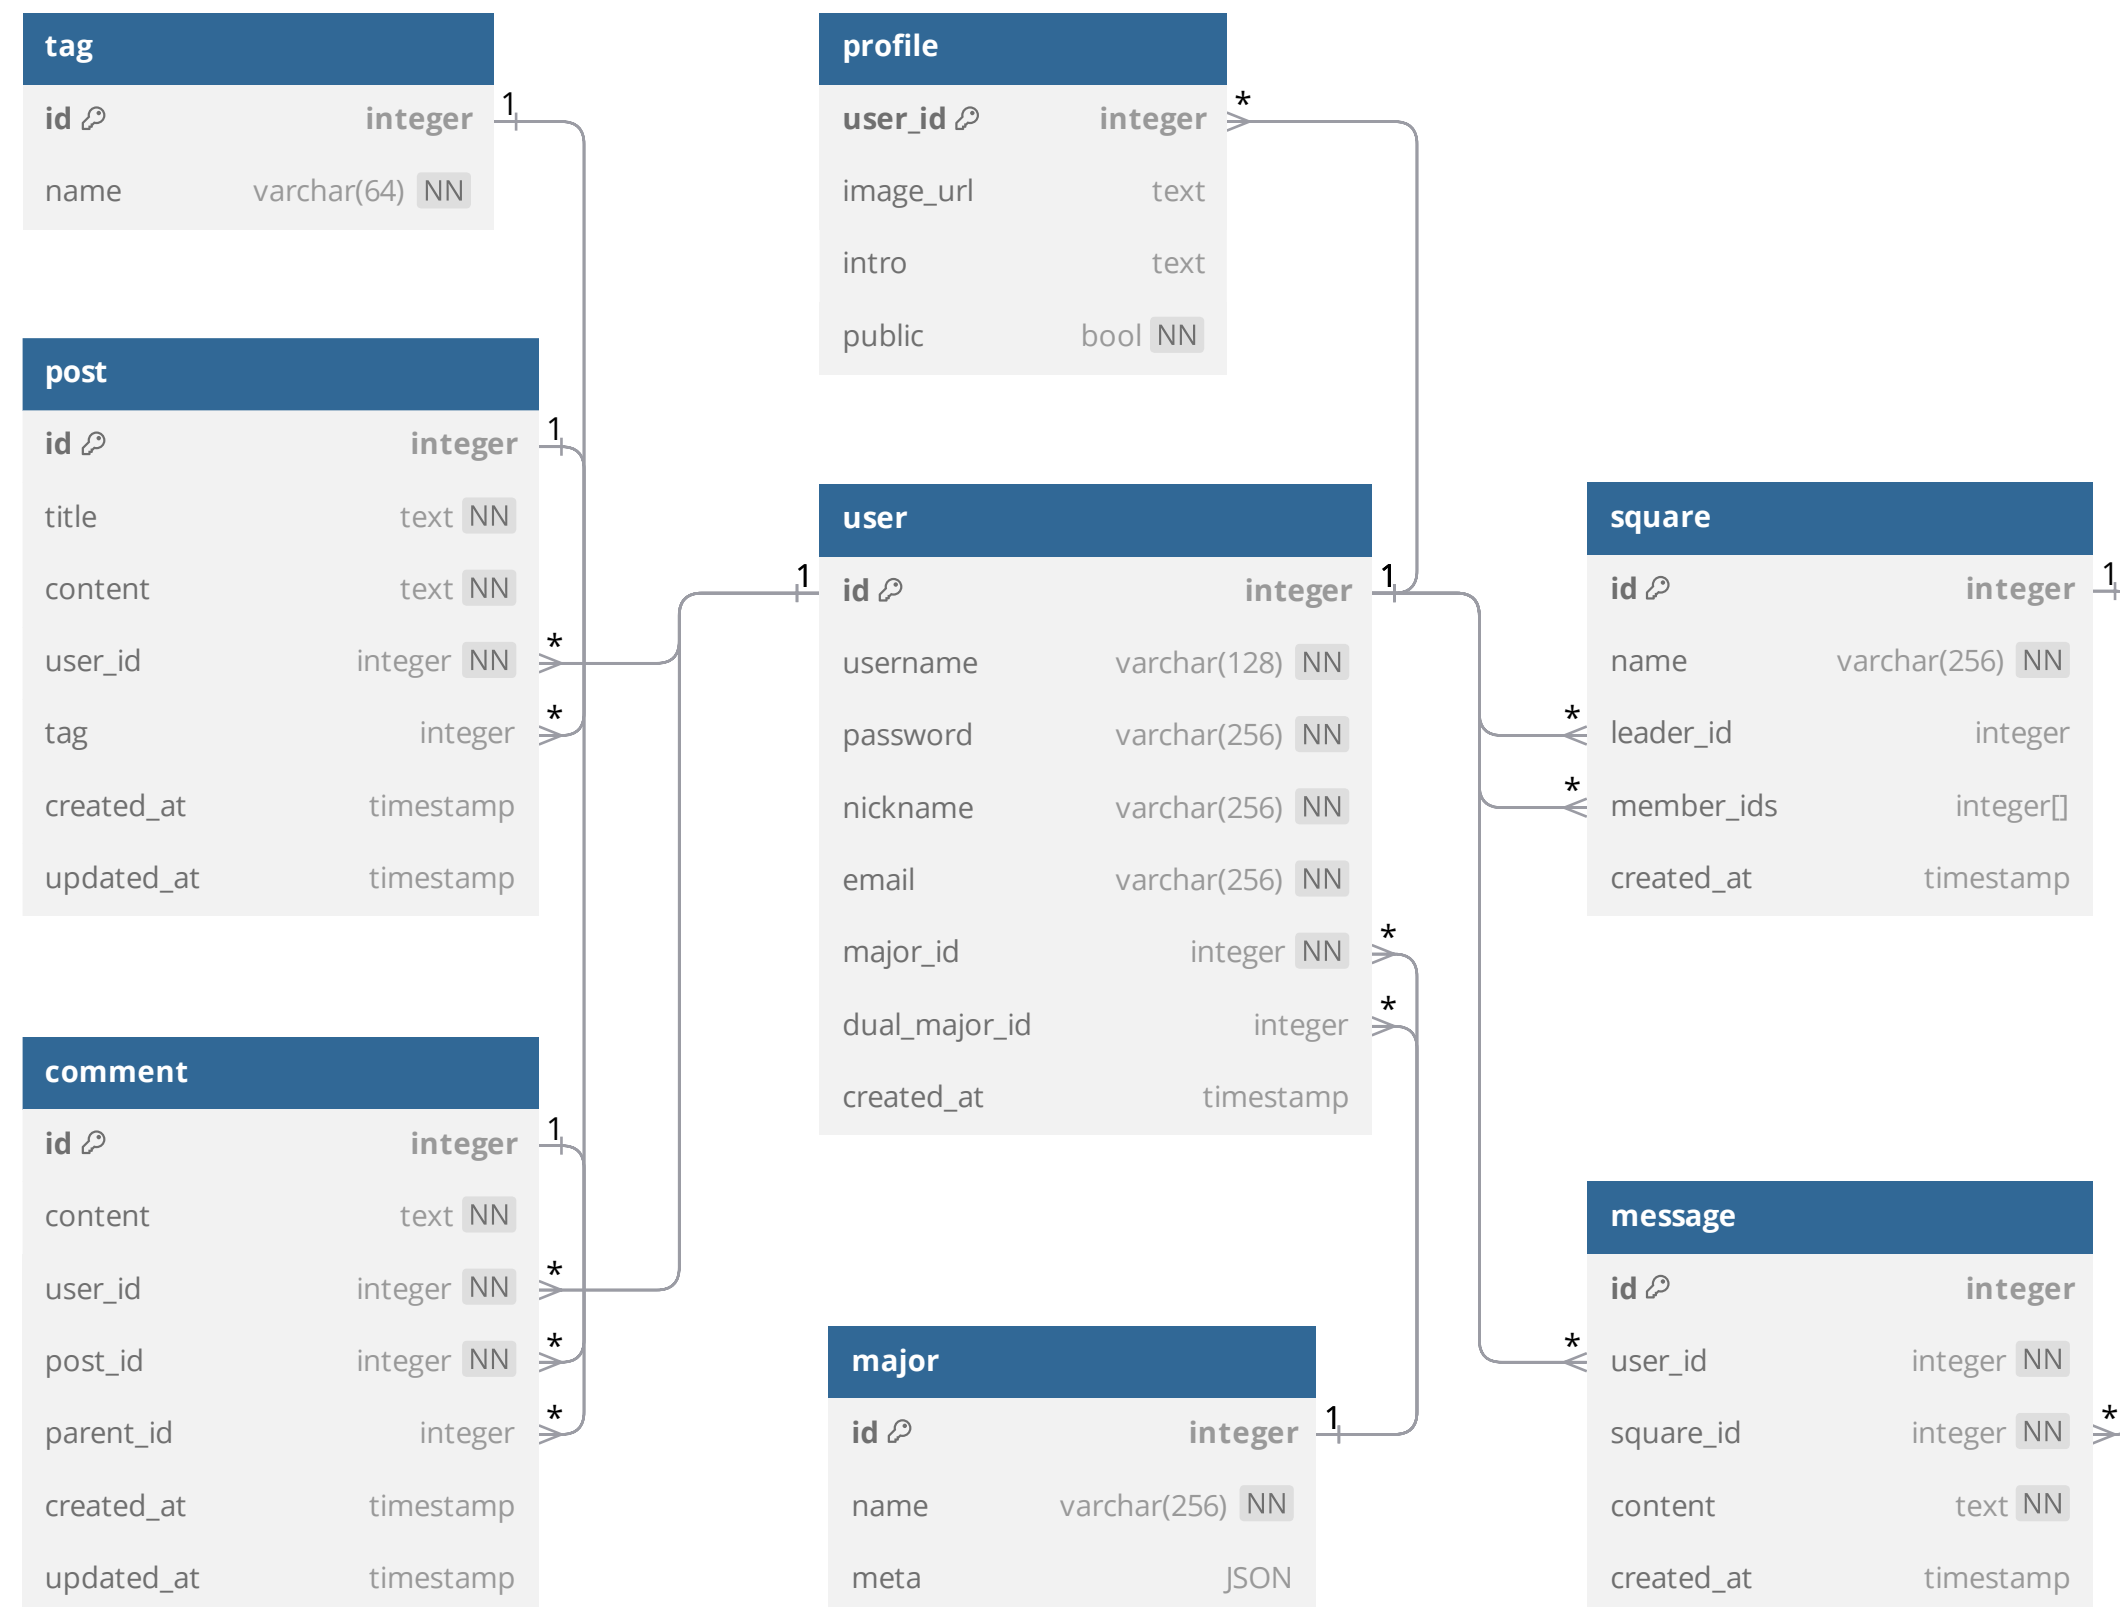 tag
id integer 1
name varchar(64) NN
post
id integer 1
title text NN
content text NN
user_id integer NN *
tag integer *
created_at timestamp
updated_at timestamp
comment
id integer 1
content text NN
user_id integer NN *
post_id integer NN *
parent_id integer *
created_at timestamp
updated_at timestamp
profile
user_id integer *
image_url text
intro text
public bool NN
user
1 id integer 1
username varchar(128) NN
password varchar(256) NN
nickname varchar(256) NN
email varchar(256) NN
major_id integer NN *
dual_major_id integer *
created_at timestamp
major
id integer 1
name varchar(256) NN
meta JSON
square
id integer 1
name varchar(256) NN
* leader_id integer
* member_ids integer[]
created_at timestamp
message
id integer
* user_id integer NN
square_id integer NN *
content text NN
created_at timestamp